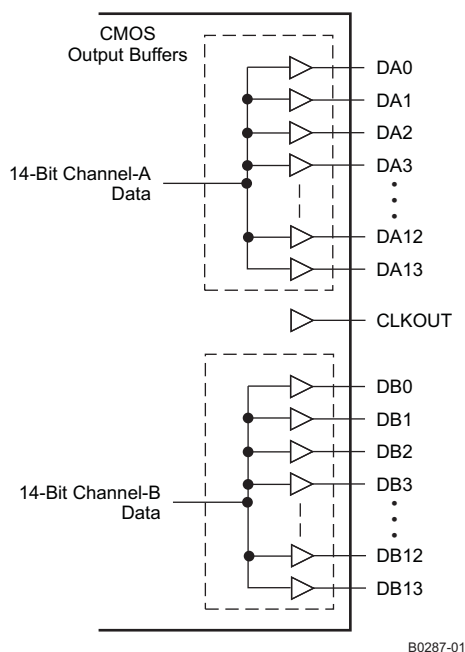 CMOS
Output Buffers
DA0
DA1
DA2
DA3
14-Bit Channel-A
Data
DA12
DA13
CLKOUT
DB0
DB1
DB2
DB3
14-Bit Channel-B
Data
DB12
DB13
B0287-01